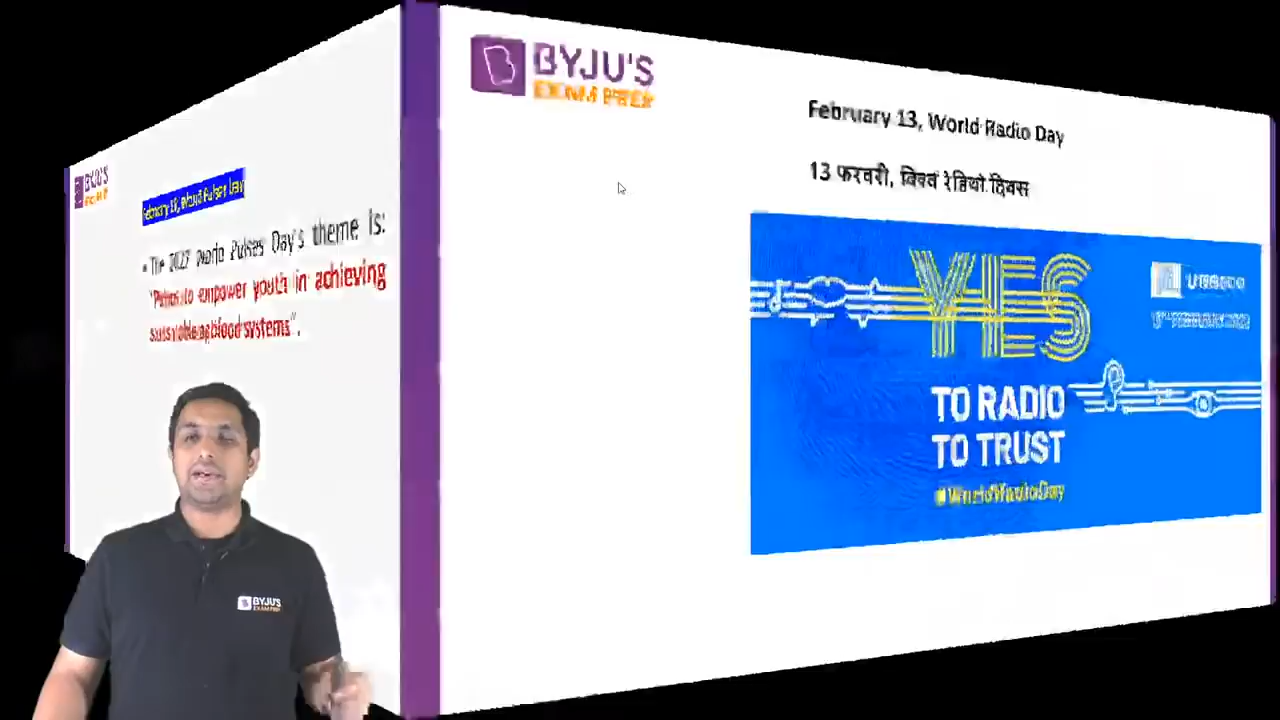 BYJU'S
EXAM PREP
February 10, World Pulses Day
• The 2022 World Pulses Day's theme is:
"Pulses to empower youth in achieving
sustainable agrifood systems".
BYJU'S
EXAM PREP
February 13, World Radio Day
13 फरवरी, विश्व रेडियो दिवस
YES
TO RADIO
TO TRUST
#WorldRadioDay
BYJU'S
EXAM PREP